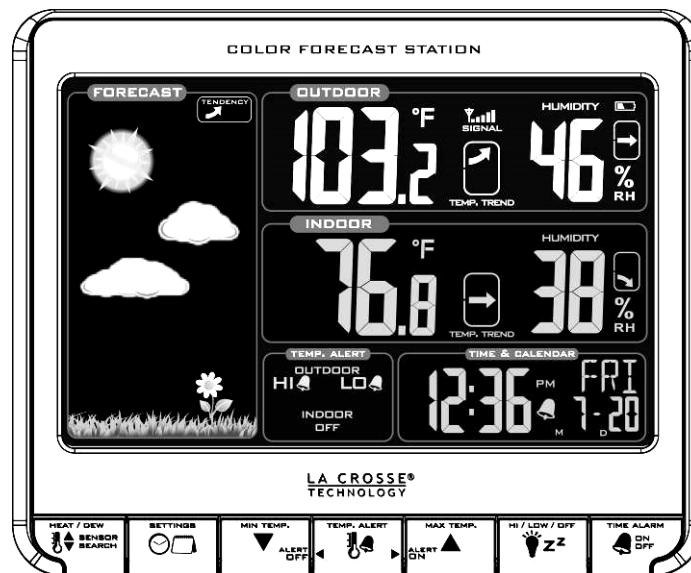 COLOR FORECAST STATION
FORECAST
TENDENCY
OUTDOOR
103.2 °F
SIGNAL
TEMP. TREND
HUMIDITY
46 % RH
INDOOR
76.8 °F
TEMP. TREND
HUMIDITY
38 % RH
TEMP. ALERT
OUTDOOR
HI LO
INDOOR
OFF
TIME & CALENDAR
12:36 PM
FRI
7-20
M D
LA CROSSE®
TECHNOLOGY
HEAT / DEW
SENSOR
SEARCH
SETTINGS
MIN TEMP.
ALERT
OFF
TEMP. ALERT
MAX TEMP.
ALERT
ON
HI / LOW / OFF
ZZ
TIME ALARM
ON
OFF